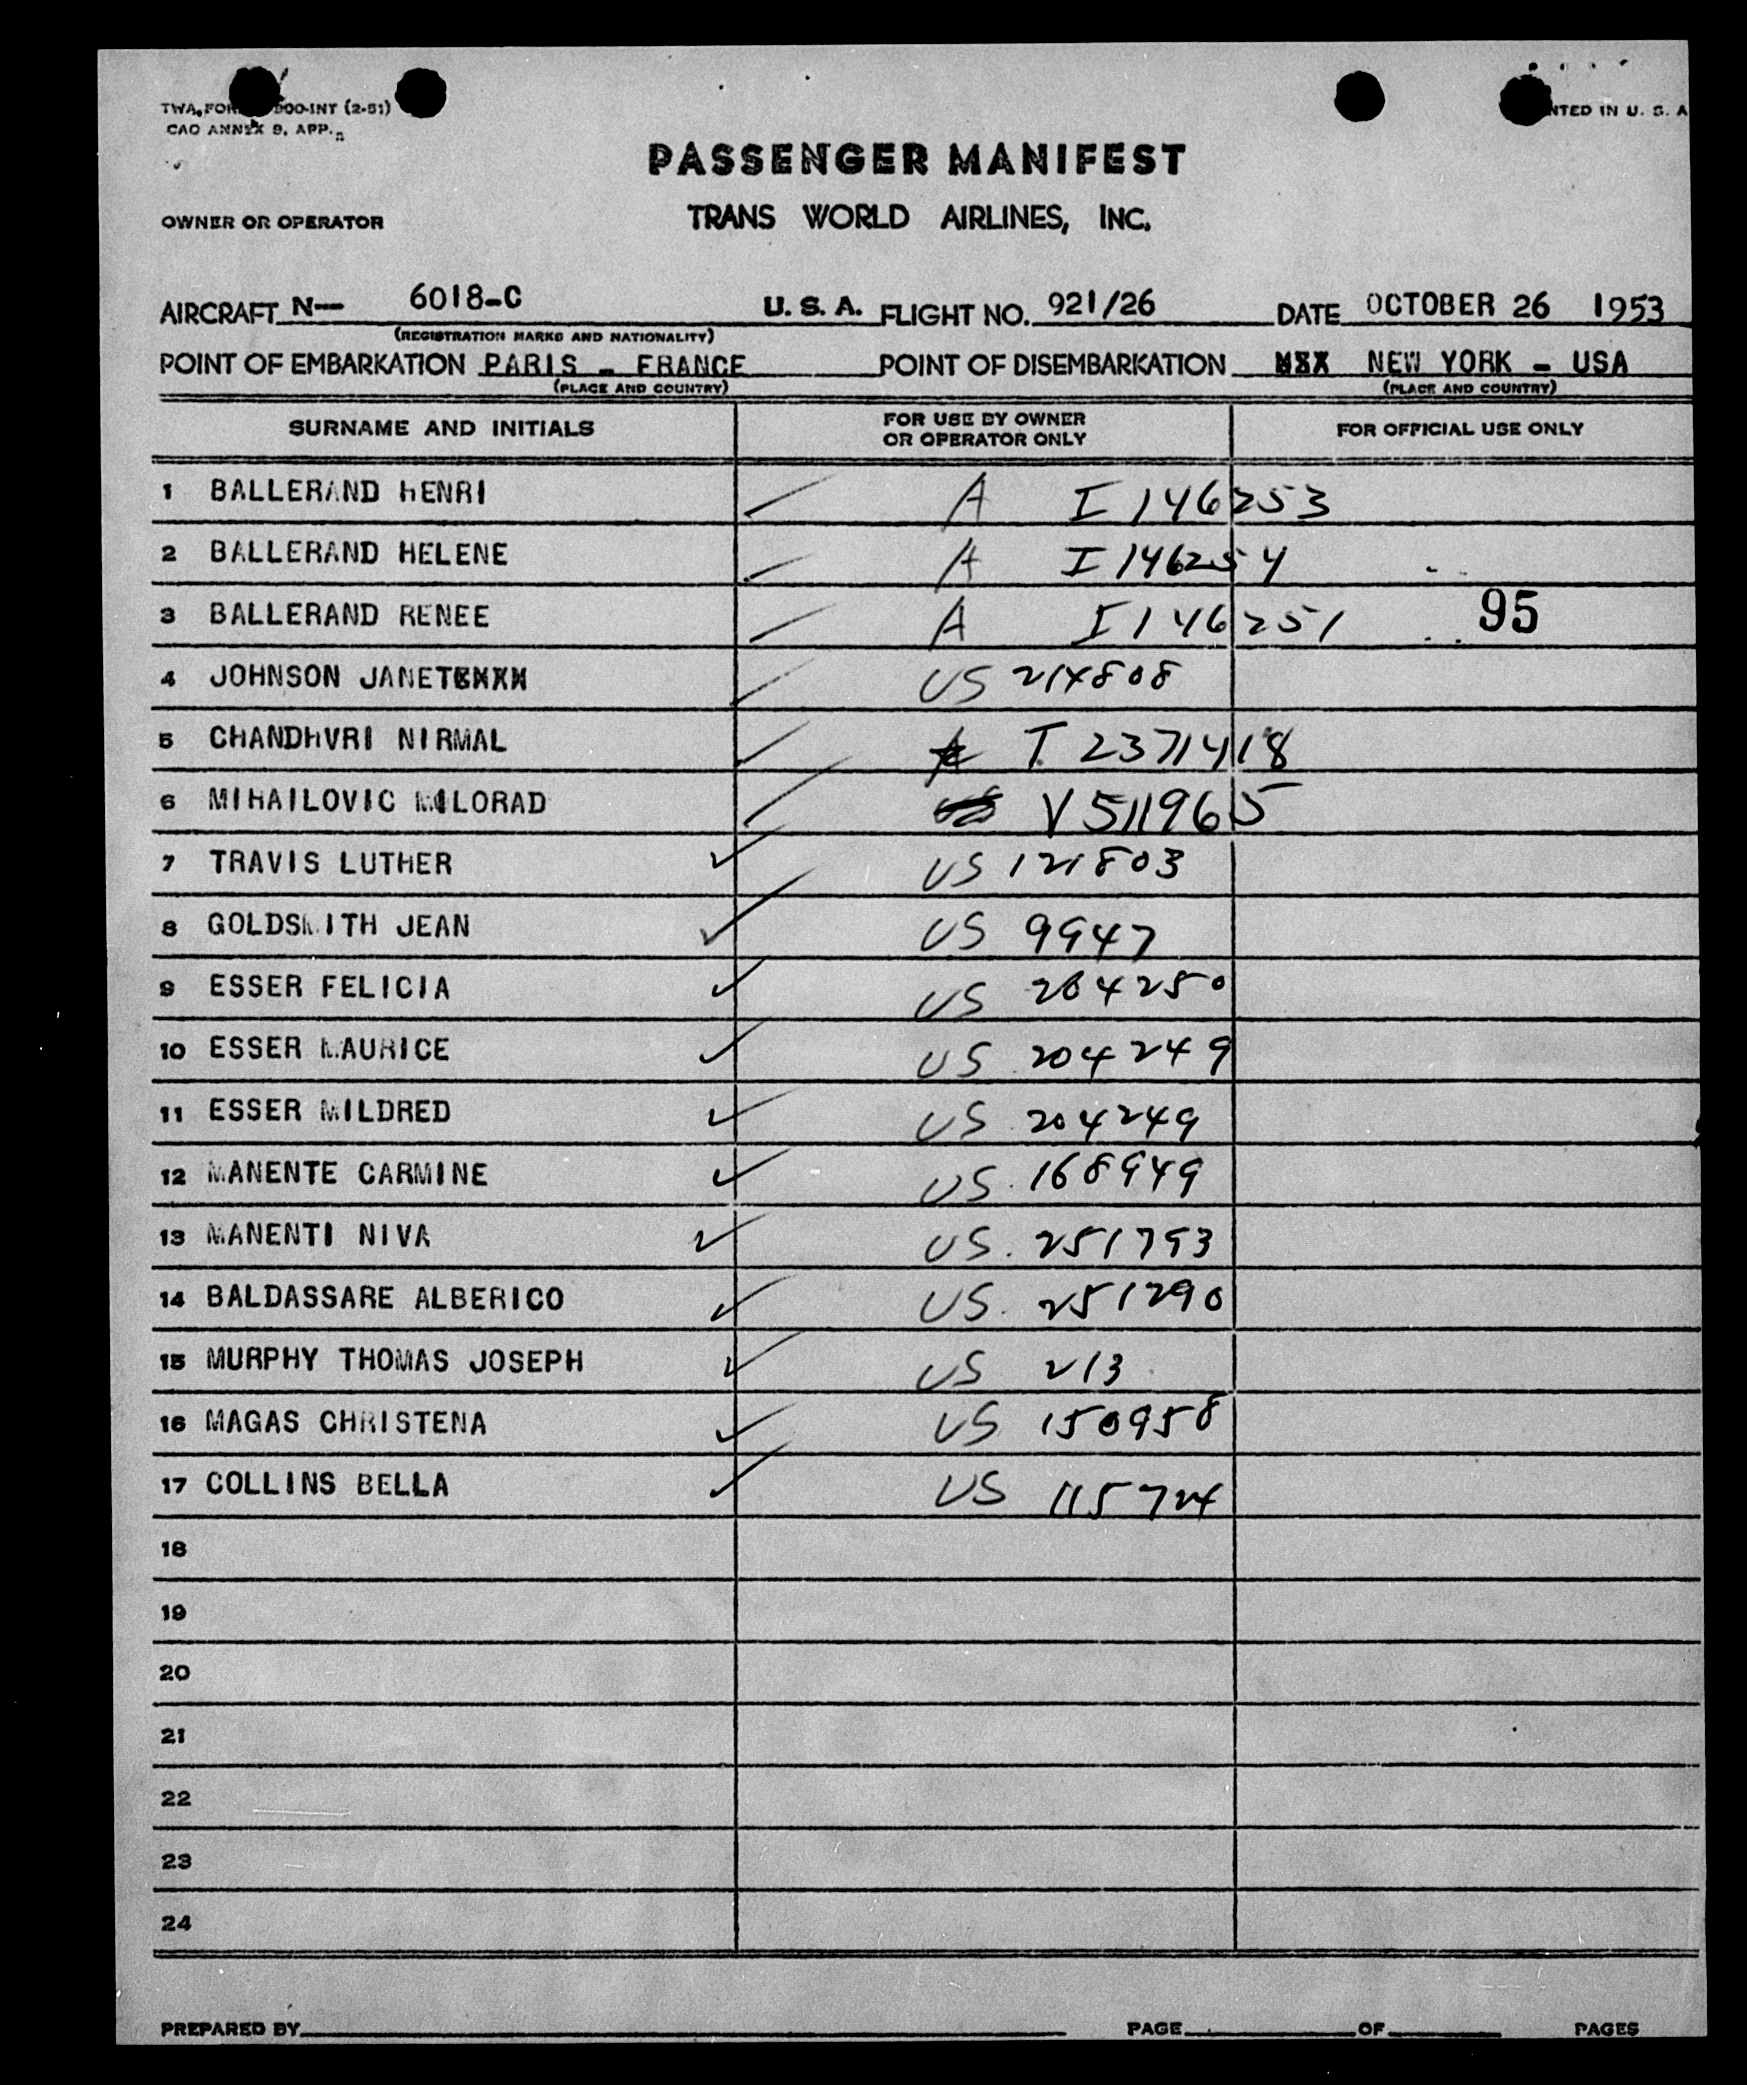 TWA FOR 500-INT (2-51)
NTED IN U. S. A
CAO ANNEX 9, APP.
PASSENGER MANIFEST
OWNER OR OPERATOR
TRANS WORLD AIRLINES, INC.
AIRCRAFT N— 6018-C U. S. A. FLIGHT NO. 921/26 DATE OCTOBER 26 1953
(REGISTRATION MARKS AND NATIONALITY)
POINT OF EMBARKATION PARIS - FRANCE POINT OF DISEMBARKATION NEW YORK - USA
(PLACE AND COUNTRY) (PLACE AND COUNTRY)
SURNAME AND INITIALS FOR USE BY OWNER OR OPERATOR ONLY FOR OFFICIAL USE ONLY
1 BALLERAND HENRI A I 146253
2 BALLERAND HELENE A I 146254
3 BALLERAND RENEE A I 146251 95
4 JOHNSON JANET US 214808
5 CHANDHVRI NIRMAL T 2371418
6 MIHAILOVIC MILORAD V 511965
7 TRAVIS LUTHER US 121803
8 GOLDSMITH JEAN US 9947
9 ESSER FELICIA US 204250
10 ESSER MAURICE US 204249
11 ESSER MILDRED US 204249
12 MANENTE CARMINE US 168949
13 MANENTI NIVA US 251793
14 BALDASSARE ALBERICO US 251290
15 MURPHY THOMAS JOSEPH US 213
16 MAGAS CHRISTENA US 150958
17 COLLINS BELLA US 115724
18
19
20
21
22
23
24
PREPARED BY PAGE OF PAGES